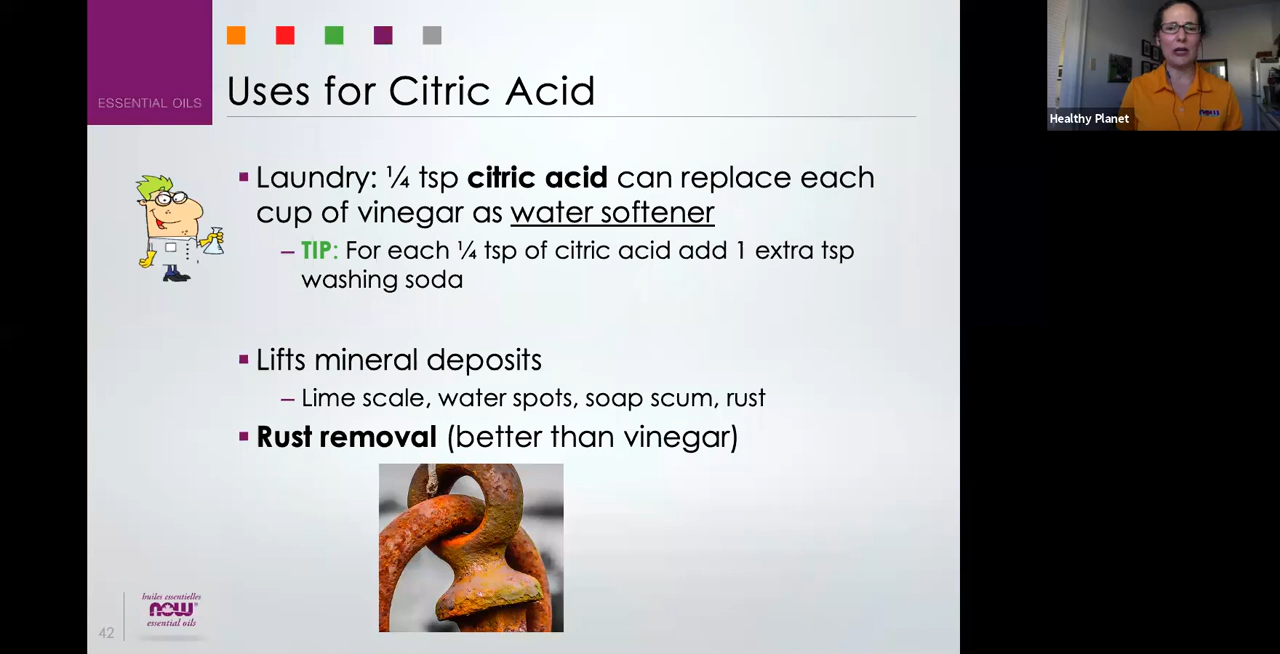 ESSENTIAL OILS
Uses for Citric Acid
Laundry: ¼ tsp citric acid can replace each
cup of vinegar as water softener
– TIP: For each ¼ tsp of citric acid add 1 extra tsp
washing soda
Lifts mineral deposits
– Lime scale, water spots, soap scum, rust
Rust removal (better than vinegar)
42
huiles essentielles
NOW®
essential oils
NOW
Healthy Planet